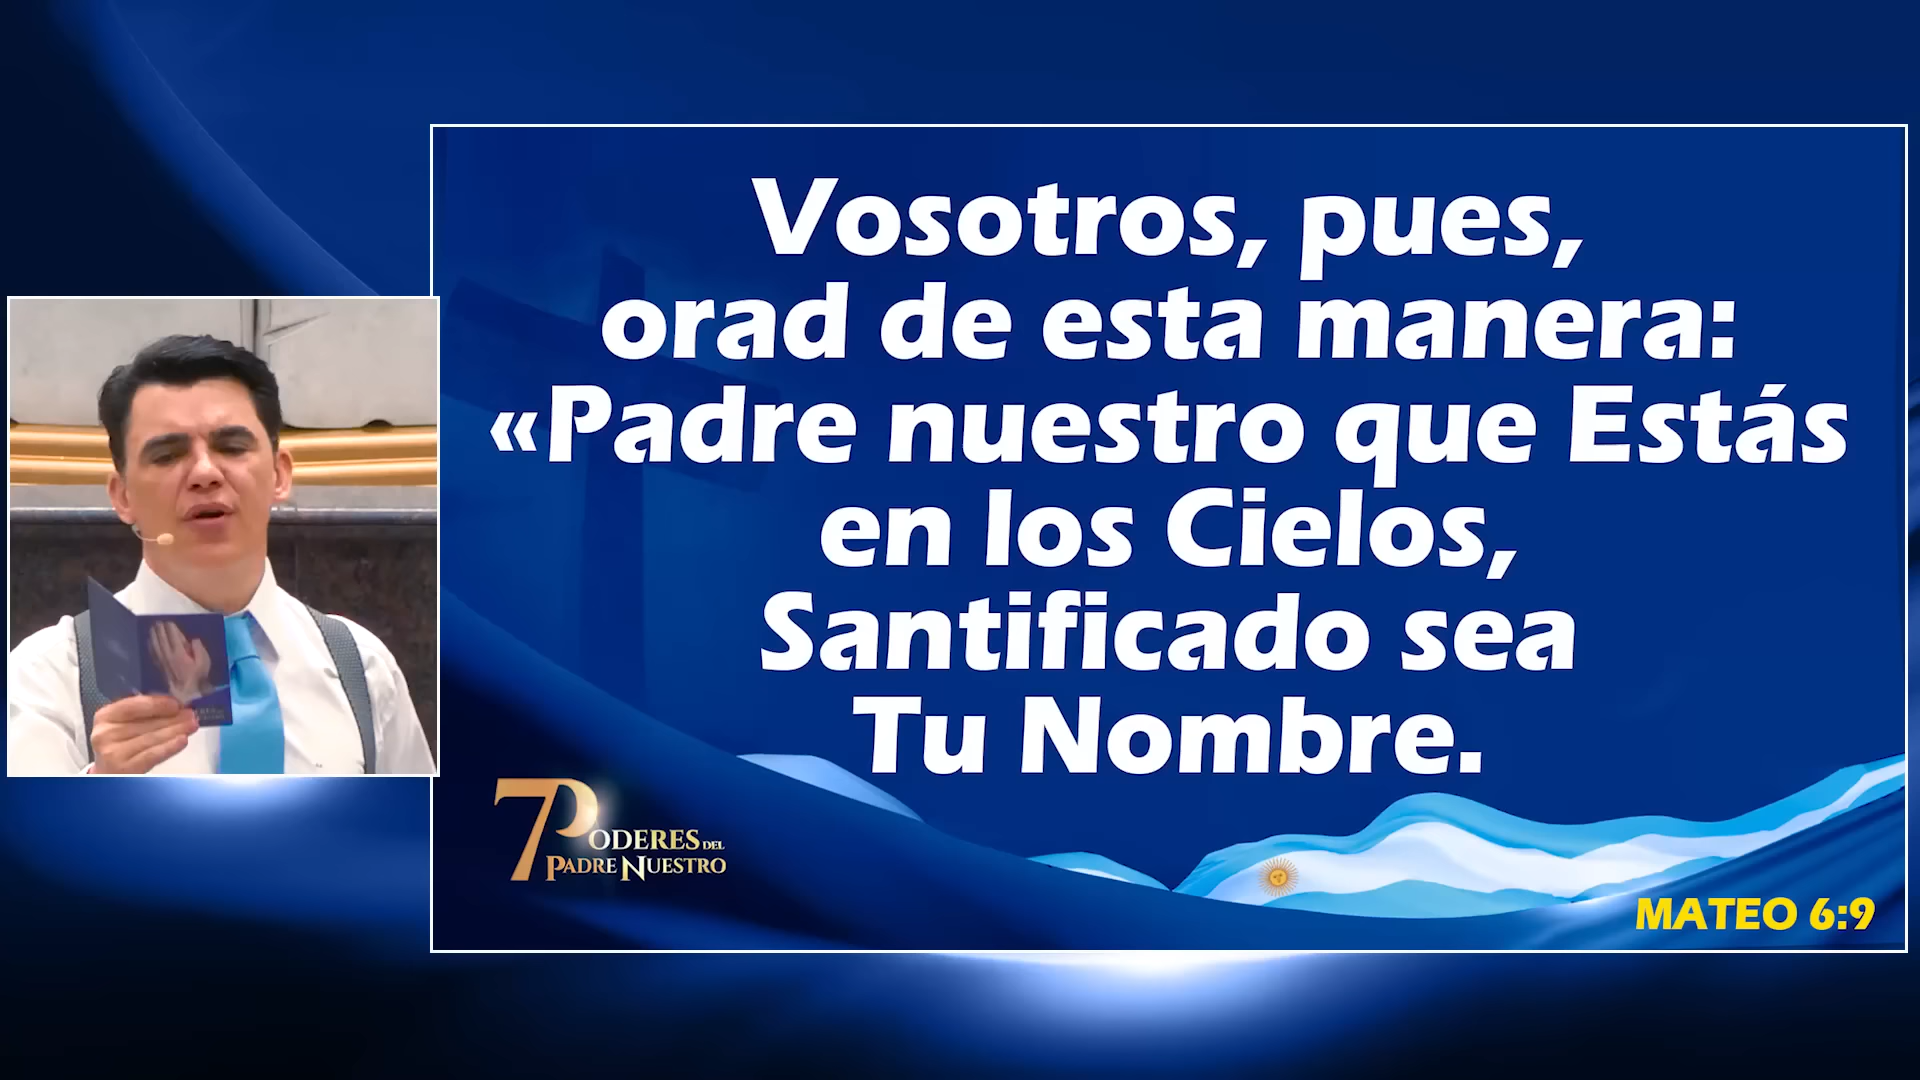 Vosotros, pues,
orad de esta manera:
«Padre nuestro que Estás
en los Cielos,
Santificado sea
Tu Nombre.
7 PODERES DEL
PADRE NUESTRO
MATEO 6:9